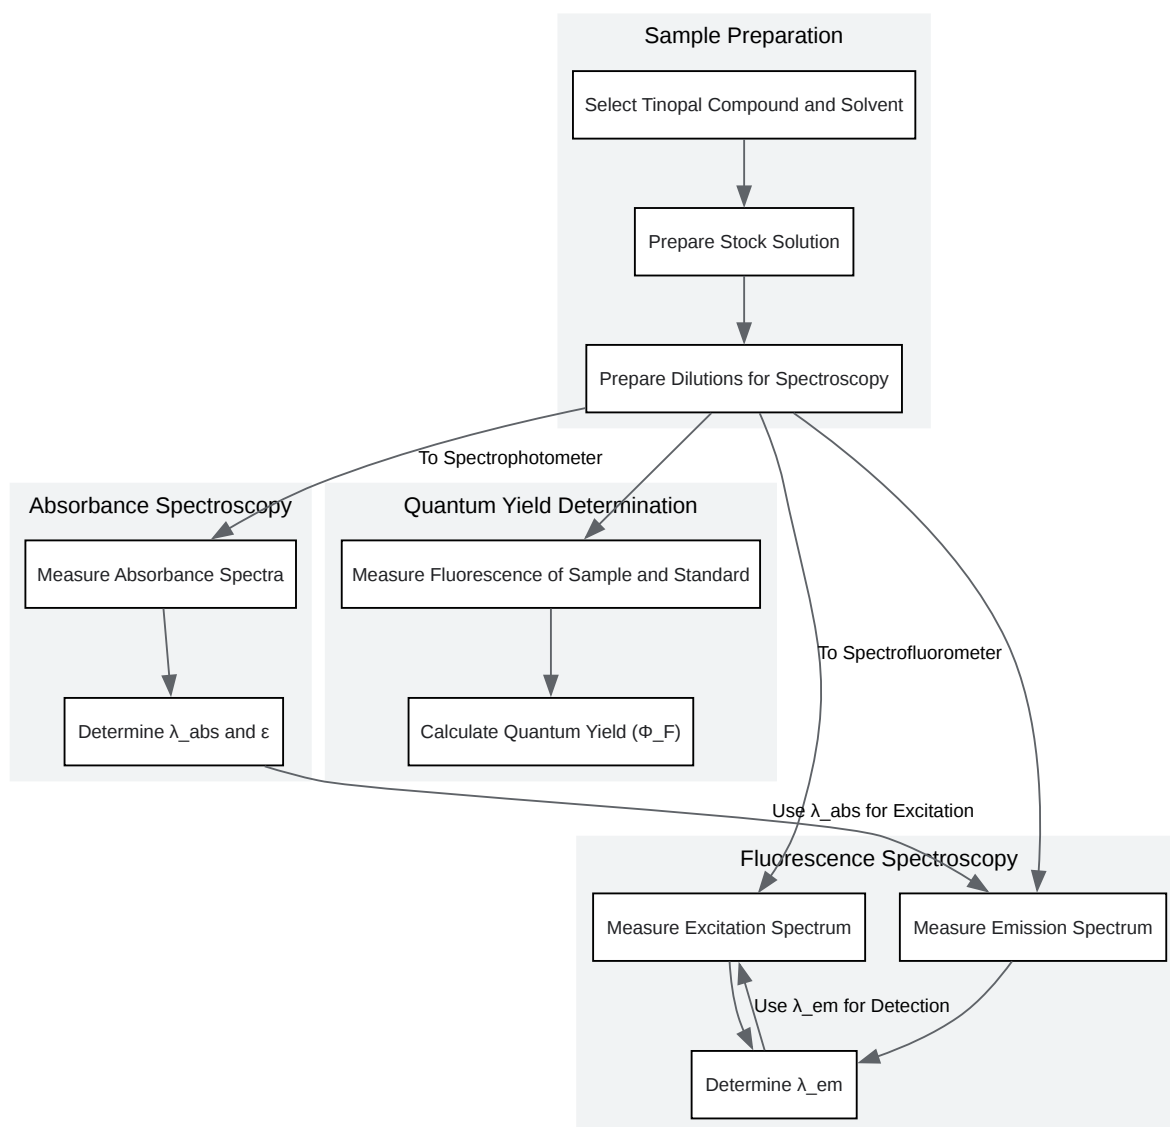 Sample Preparation
Select Tinopal Compound and Solvent
Prepare Stock Solution
Prepare Dilutions for Spectroscopy
To Spectrophotometer
Absorbance Spectroscopy
Quantum Yield Determination
Measure Absorbance Spectra
Measure Fluorescence of Sample and Standard
To Spectrofluorometer
Determine λ_abs and ε
Calculate Quantum Yield (Φ_F)
Use λ_abs for Excitation
Fluorescence Spectroscopy
Measure Excitation Spectrum
Measure Emission Spectrum
Use λ_em for Detection
Determine λ_em